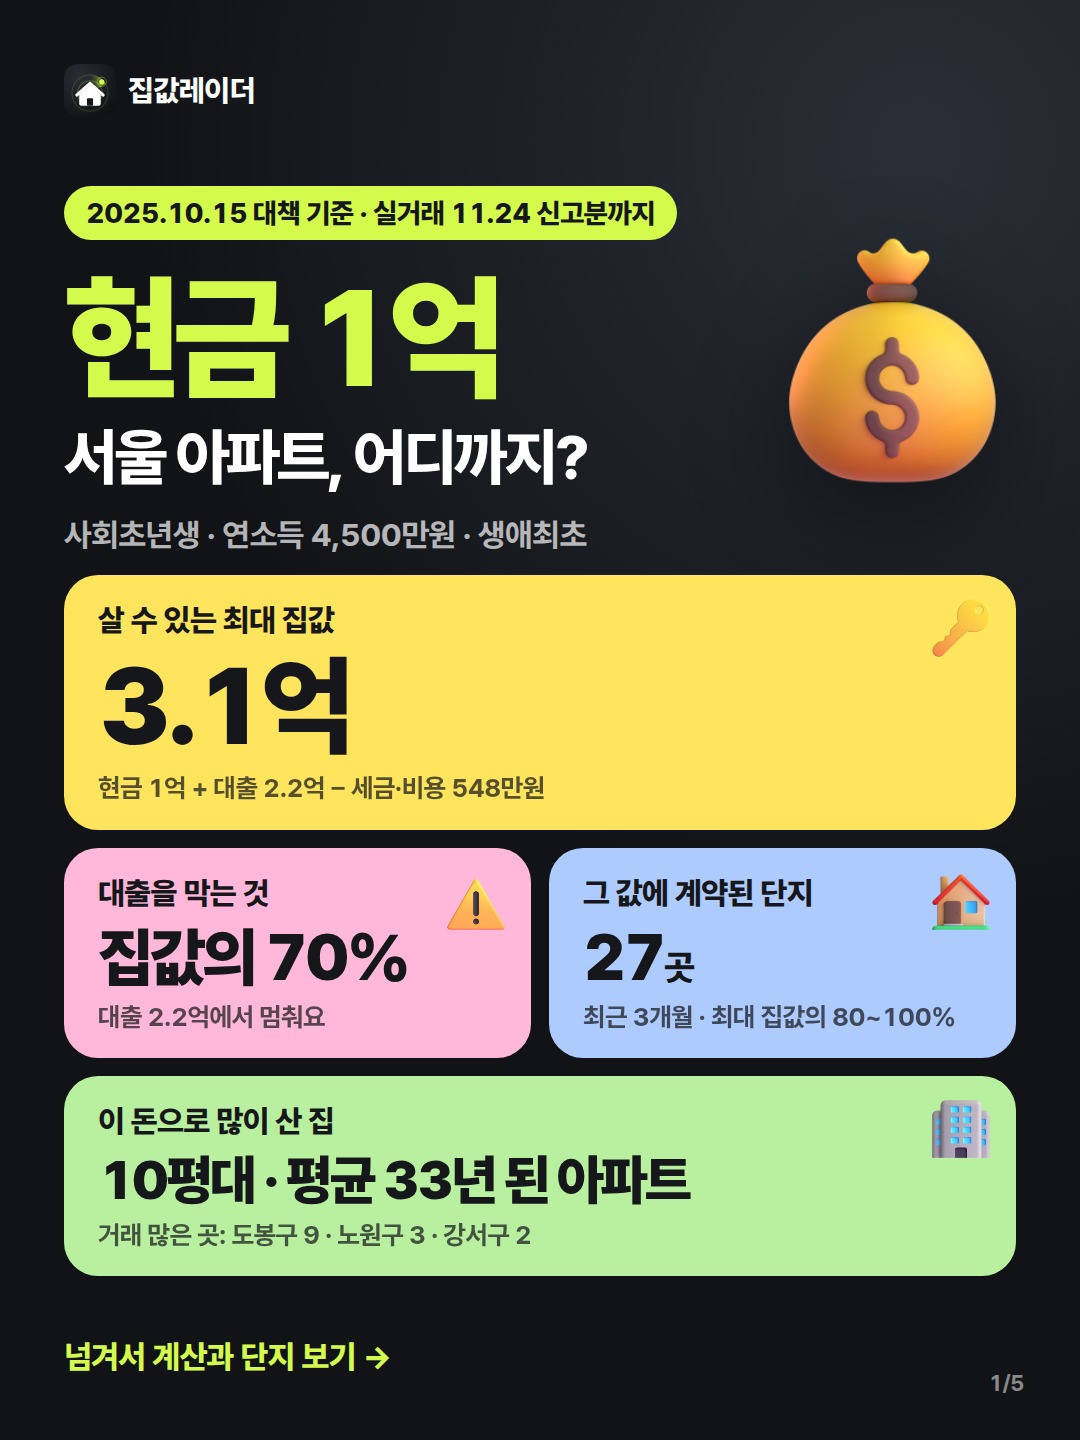 집값레이더
2025.10.15 대책 기준 · 실거래 11.24 신고분까지
현금 1억
서울 아파트, 어디까지?
사회초년생 · 연소득 4,500만원 · 생애최초
살 수 있는 최대 집값
3.1억
현금 1억 + 대출 2.2억 − 세금·비용 548만원
대출을 막는 것
집값의 70%
대출 2.2억에서 멈춰요
그 값에 계약된 단지
27곳
최근 3개월 · 최대 집값의 80~100%
이 돈으로 많이 산 집
10평대 · 평균 33년 된 아파트
거래 많은 곳: 도봉구 9 · 노원구 3 · 강서구 2
넘겨서 계산과 단지 보기 →
1/5